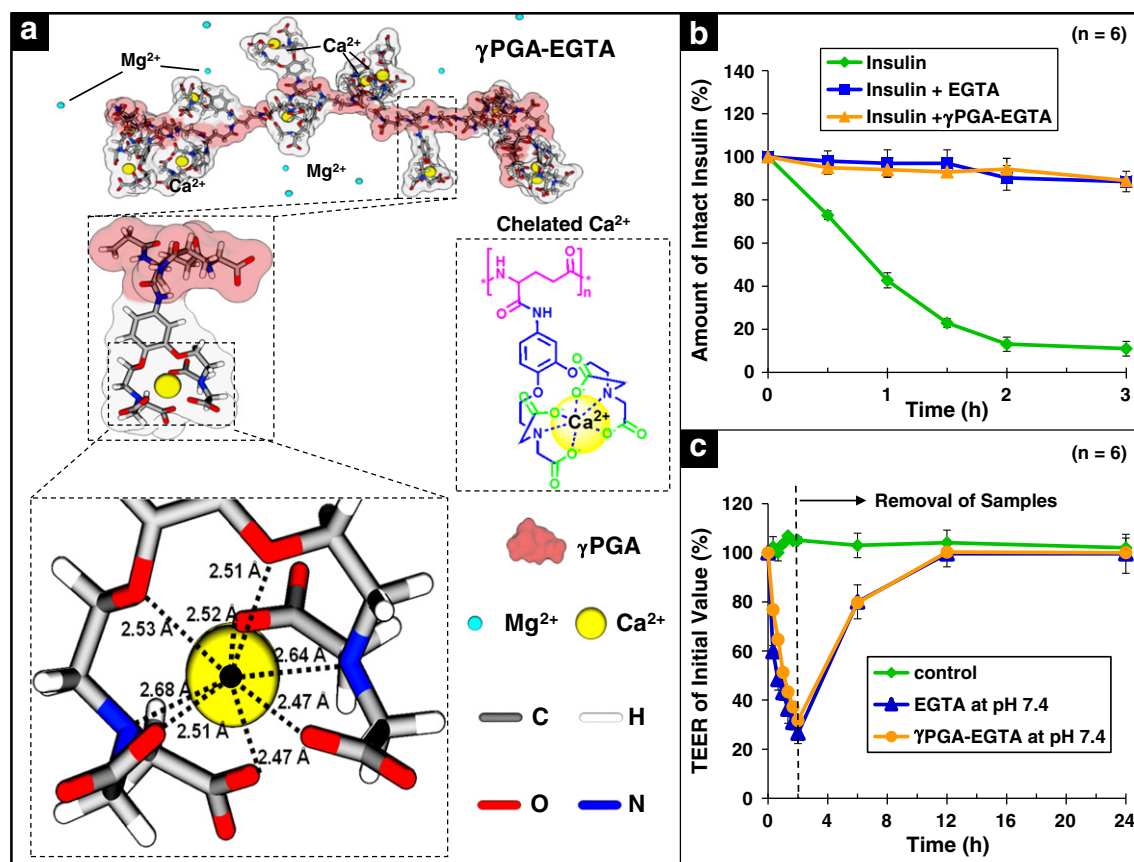 a
γPGA-EGTA
Mg²⁺
Ca²⁺
Ca²⁺
Mg²⁺
Chelated Ca²⁺
H
N
O
*
*
n
O
NH
O
O
O
O
N
O
Ca²⁺
O
N
O
O
O
O
2.51 Å
2.52 Å
2.53 Å
2.64 Å
2.68 Å
2.47 Å
2.51 Å
2.47 Å
γPGA
Mg²⁺ Ca²⁺
C H
O N
b
(n = 6)
Insulin
Insulin + EGTA
Insulin +γPGA-EGTA
Amount of Intact Insulin (%)
140
120
100
80
60
40
20
0
0 1 2 3
Time (h)
c
(n = 6)
Removal of Samples
TEER of Initial Value (%)
120
100
80
60
40
20
0
control
EGTA at pH 7.4
γPGA-EGTA at pH 7.4
0 4 8 12 16 20 24
Time (h)